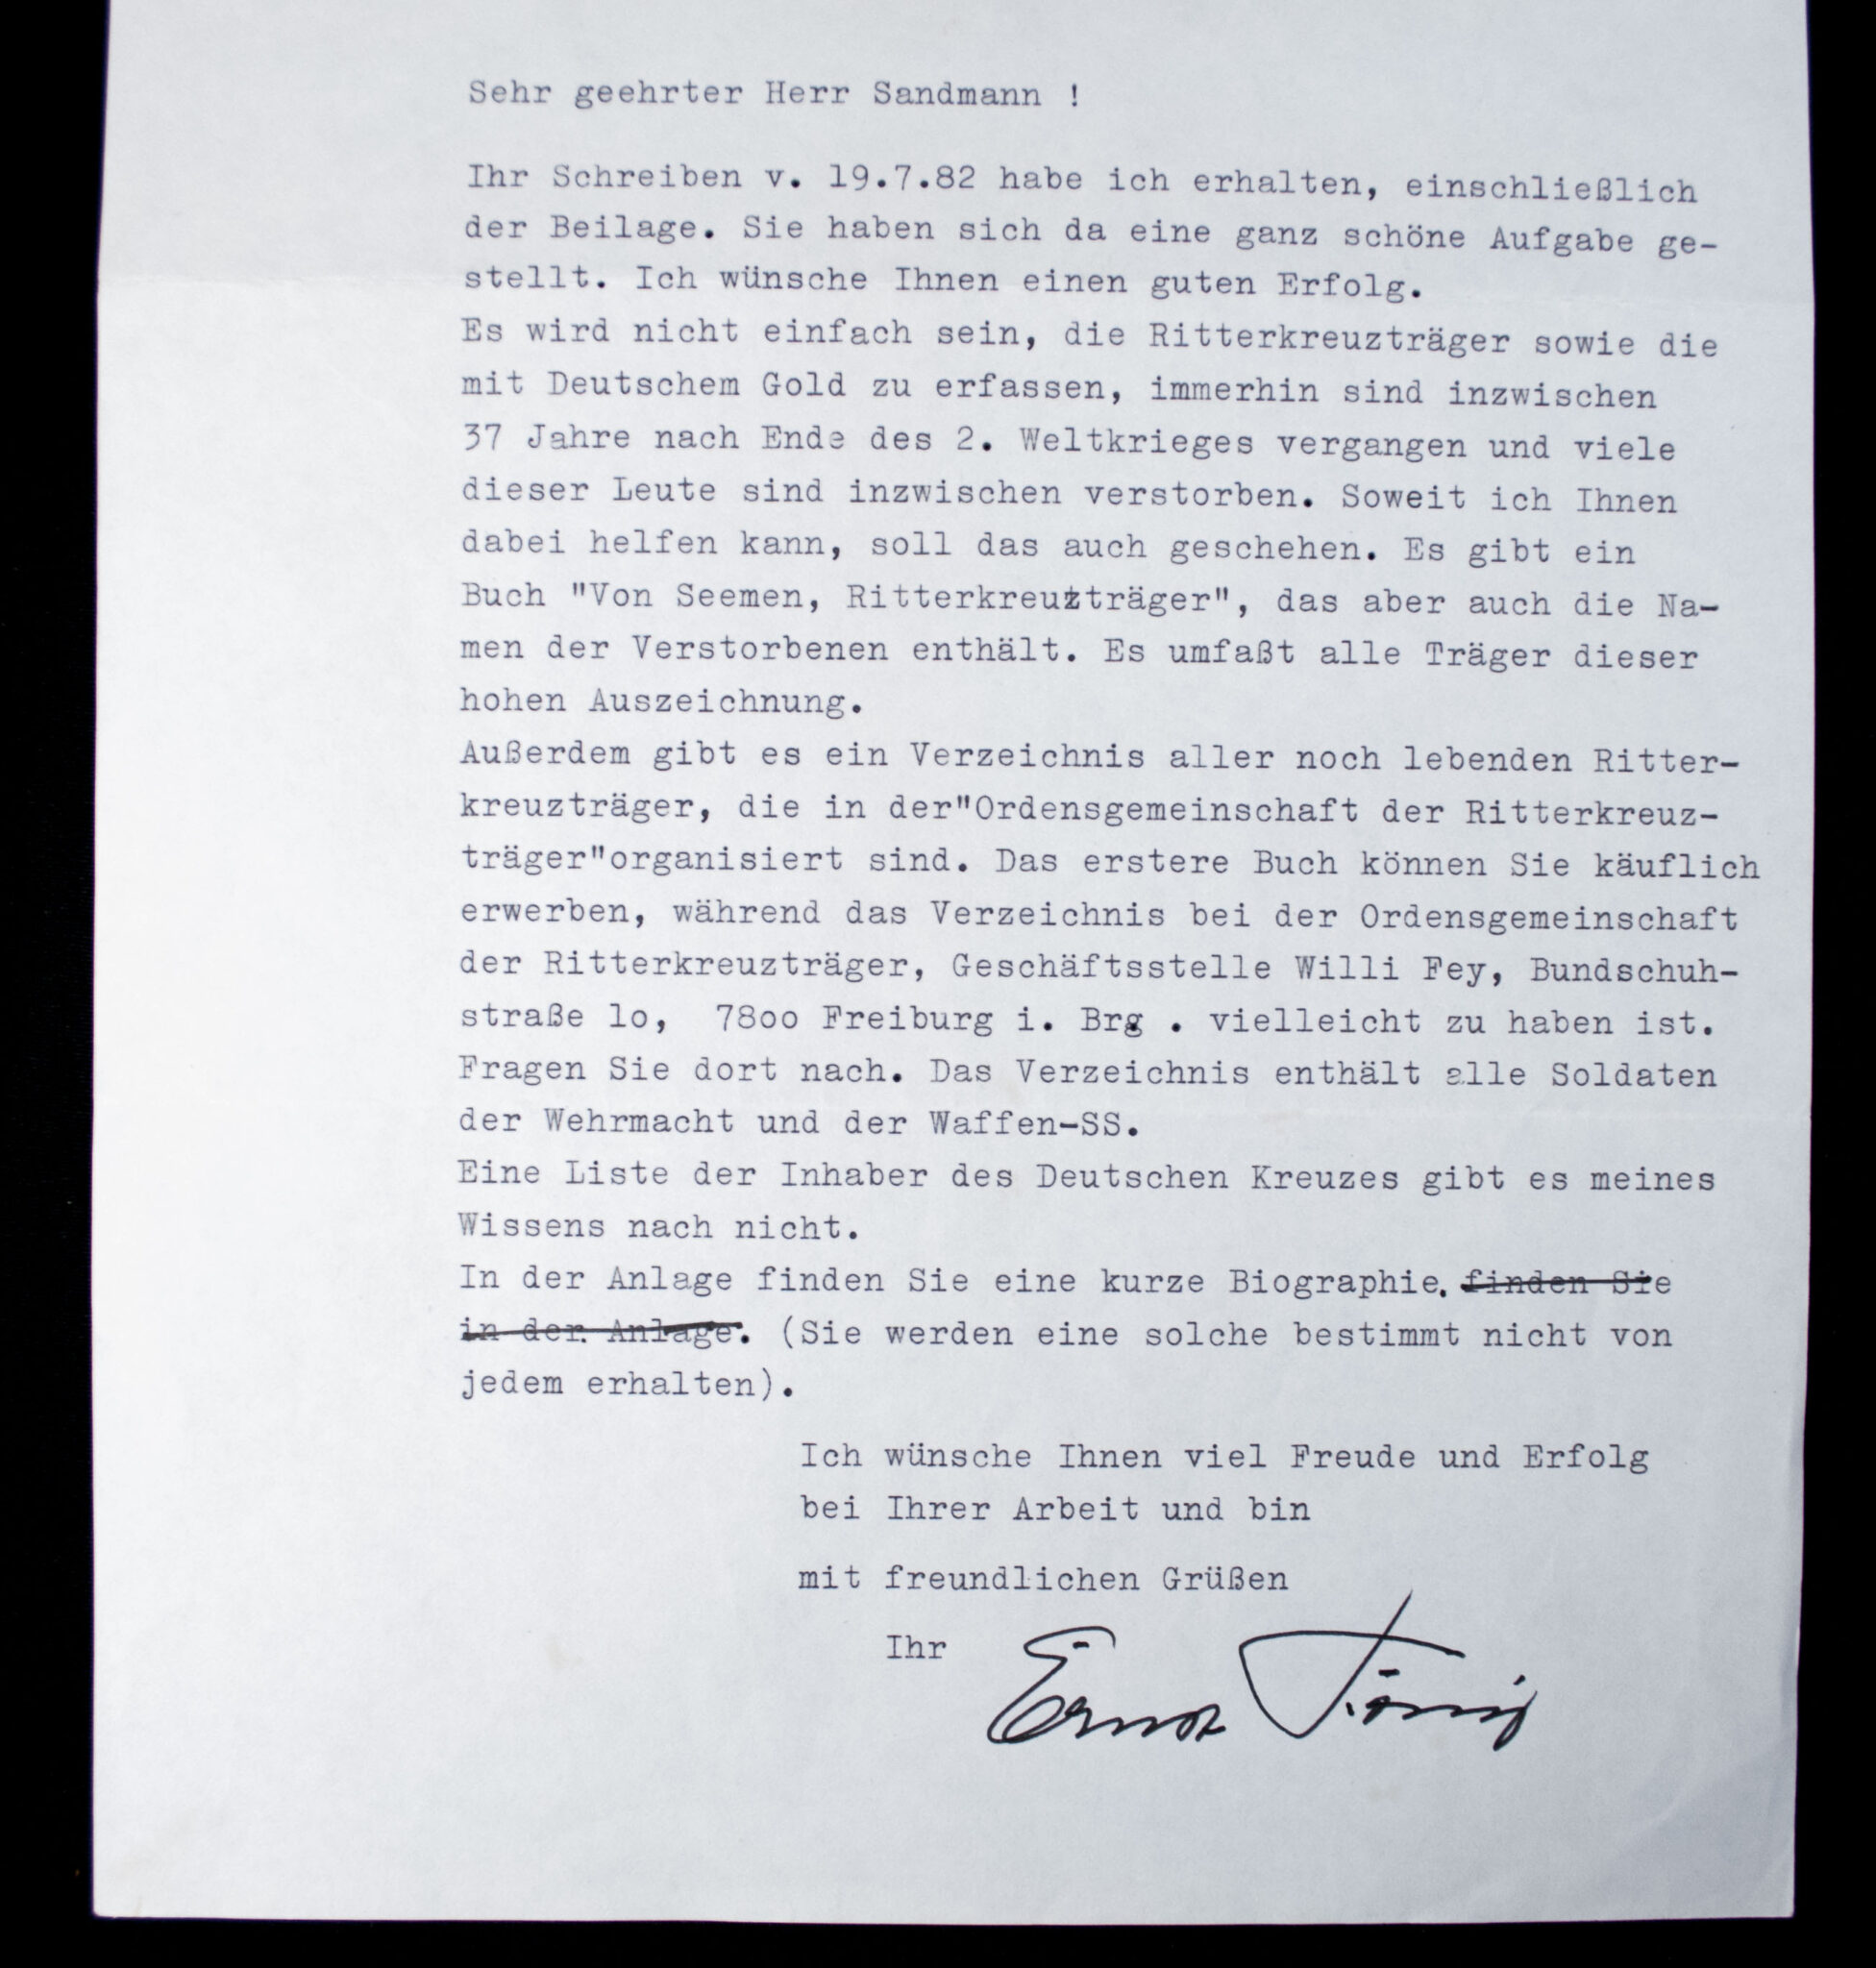 Sehr geehrter Herr Sandmann !
Ihr Schreiben v. 19.7.82 habe ich erhalten, einschließlich
der Beilage. Sie haben sich da eine ganz schöne Aufgabe ge-
stellt. Ich wünsche Ihnen einen guten Erfolg.
Es wird nicht einfach sein, die Ritterkreuzträger sowie die
mit Deutschem Gold zu erfassen, immerhin sind inzwischen
37 Jahre nach Ende des 2. Weltkrieges vergangen und viele
dieser Leute sind inzwischen verstorben. Soweit ich Ihnen
dabei helfen kann, soll das auch geschehen. Es gibt ein
Buch "Von Seemen, Ritterkreuzträger", das aber auch die Na-
men der Verstorbenen enthält. Es umfaßt alle Träger dieser
hohen Auszeichnung.
Außerdem gibt es ein Verzeichnis aller noch lebenden Ritter-
kreuzträger, die in der"Ordensgemeinschaft der Ritterkreuz-
träger"organisiert sind. Das erstere Buch können Sie käuflich
erwerben, während das Verzeichnis bei der Ordensgemeinschaft
der Ritterkreuzträger, Geschäftsstelle Willi Fey, Bundschuh-
straße lo, 78oo Freiburg i. Brg . vielleicht zu haben ist.
Fragen Sie dort nach. Das Verzeichnis enthält alle Soldaten
der Wehrmacht und der Waffen-SS.
Eine Liste der Inhaber des Deutschen Kreuzes gibt es meines
Wissens nach nicht.
In der Anlage finden Sie eine kurze Biographie. finden Sie
in der Anlage. (Sie werden eine solche bestimmt nicht von
jedem erhalten).
Ich wünsche Ihnen viel Freude und Erfolg
bei Ihrer Arbeit und bin
mit freundlichen Grüßen
Ihr Ernst König